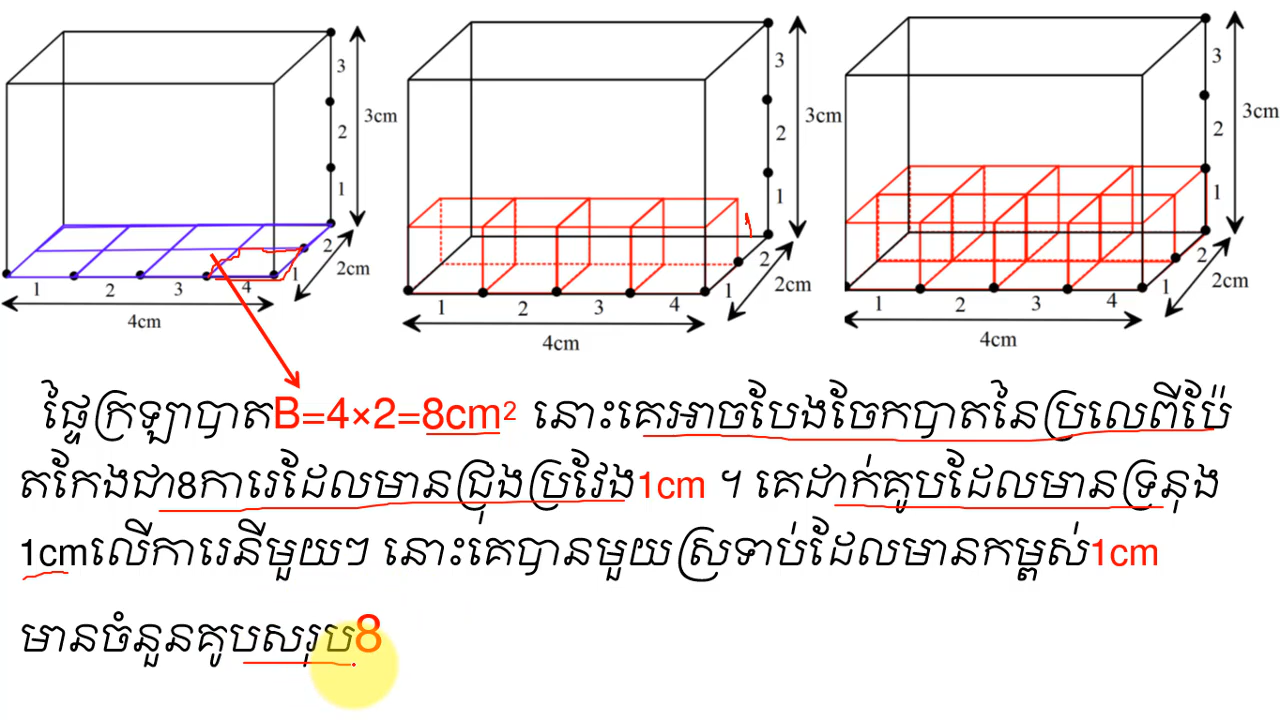 3
2
1
3cm
2
1
2cm
1
2
3
4
4cm
3
2
1
3cm
2
1
2cm
1
2
3
4
4cm
3
2
1
3cm
2
1
2cm
1
2
3
4
4cm
ផ្ទៃក្រឡាបាតB=4×2=8cm² នោះគេអាចបែងចែកបាតនៃប្រលេពីប៉ែ
តកែងជា8ការេដែលមានជ្រុងប្រវែង1cm ។ គេដាក់គូបដែលមានទ្រនុង
1cmលើការេនីមួយៗ នោះគេបានមួយស្រទាប់ដែលមានកម្ពស់1cm
មានចំនួនគូបសរុប8